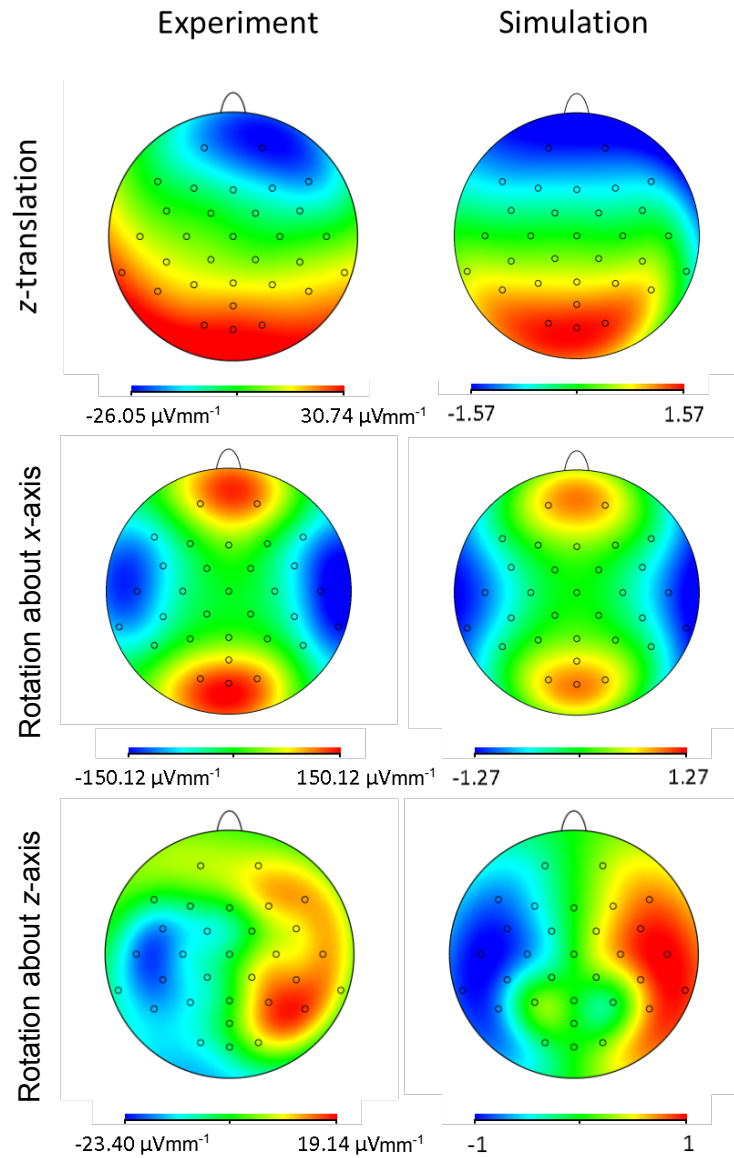 Experiment
Simulation
z-translation
-26.05 µVmm⁻¹
30.74 µVmm⁻¹
-1.57
1.57
Rotation about x-axis
-150.12 µVmm⁻¹
150.12 µVmm⁻¹
-1.27
1.27
Rotation about z-axis
-23.40 µVmm⁻¹
19.14 µVmm⁻¹
-1
1